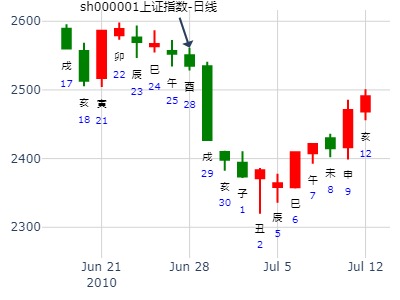 sh000001上证指数-日线
2600
2500
2400
2300
戌
17
亥
18
寅
21
卯
22
辰
23
巳
24
午
25
酉
28
戌
29
亥
30
子
1
丑
2
辰
5
巳
6
午
7
未
8
申
9
亥
12
Jun 21
2010
Jun 28
Jul 5
Jul 12